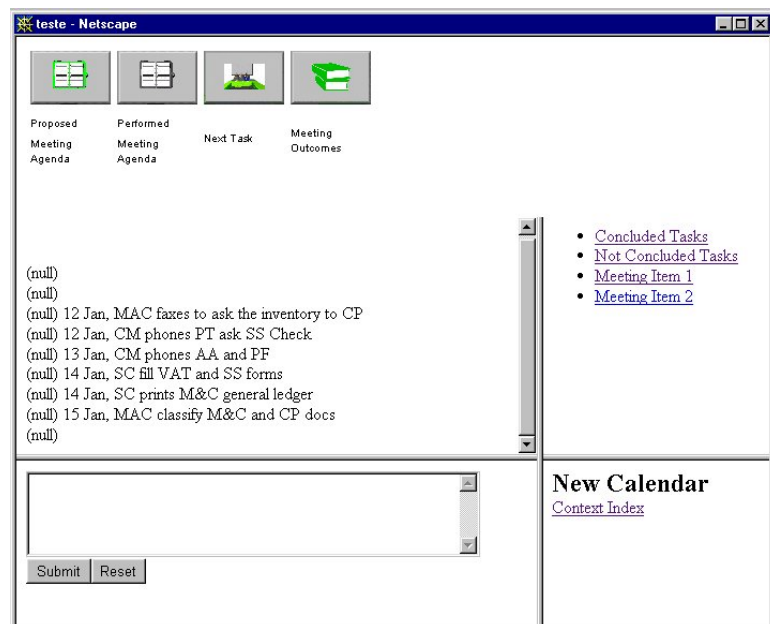 teste - Netscape
Proposed
Meeting
Agenda
Performed
Meeting
Agenda
Next Task
Meeting
Outcomes
(null)
(null)
(null) 12 Jan, MAC faxes to ask the inventory to CP
(null) 12 Jan, CM phones PT ask SS Check
(null) 13 Jan, CM phones AA and PF
(null) 14 Jan, SC fill VAT and SS forms
(null) 14 Jan, SC prints M&C general ledger
(null) 15 Jan, MAC classify M&C and CP docs
(null)
Concluded Tasks
Not Concluded Tasks
Meeting Item 1
Meeting Item 2
Submit
Reset
New Calendar
Context Index